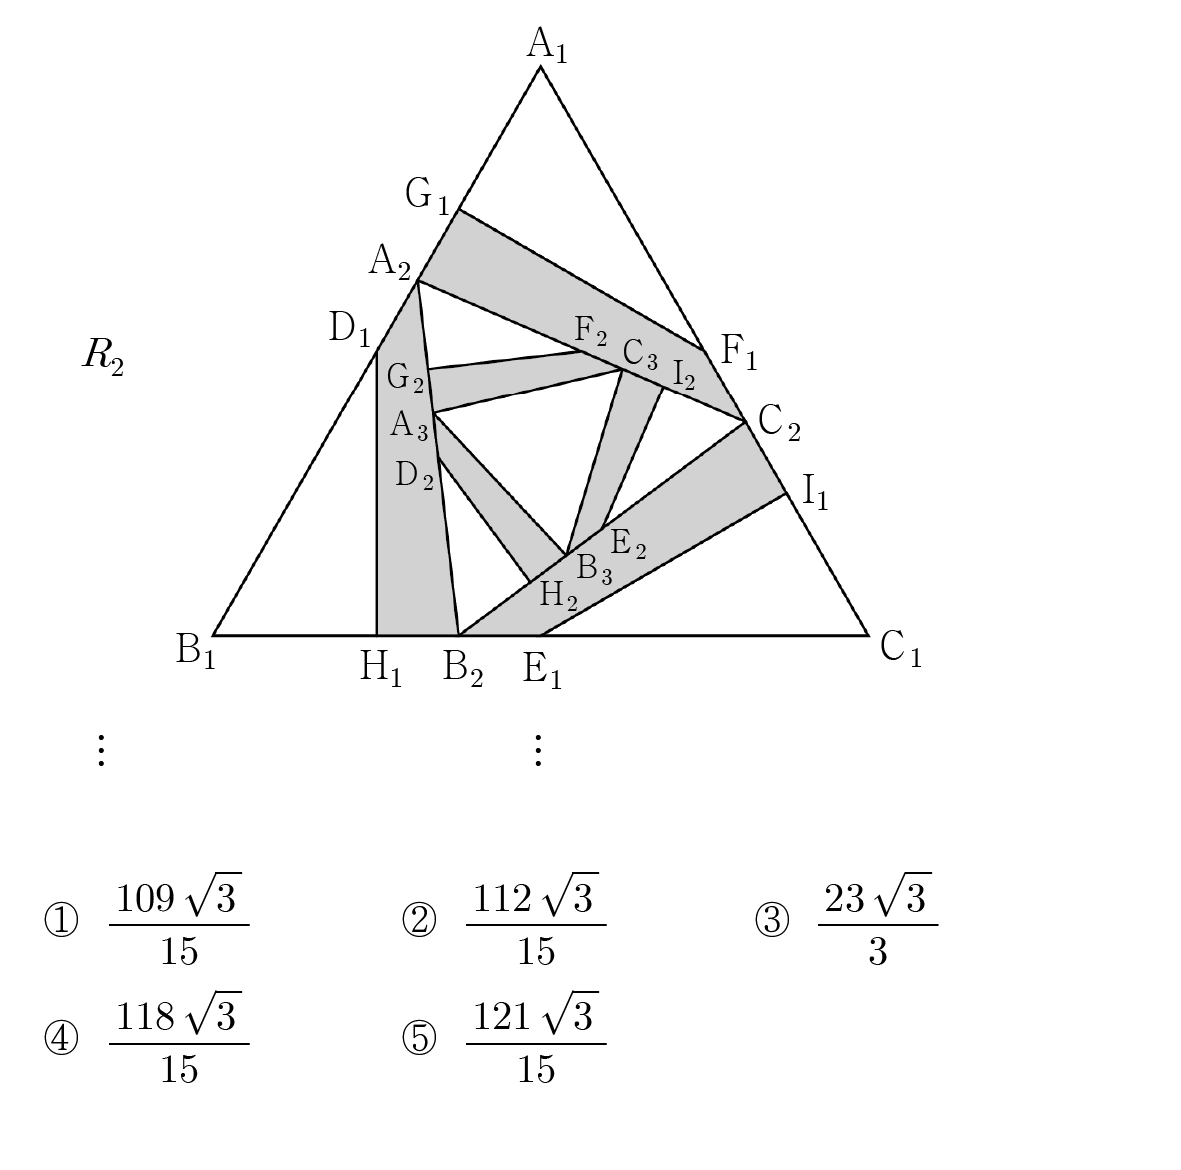 A₁
G₁
A₂
D₁
F₂
F₁
R₂
C₃
I₂
G₂
A₃
C₂
D₂
I₁
E₂
B₃
H₂
B₁
C₁
H₁ B₂ E₁
⋮ ⋮
① 109√3/15 ② 112√3/15 ③ 23√3/3
④ 118√3/15 ⑤ 121√3/15